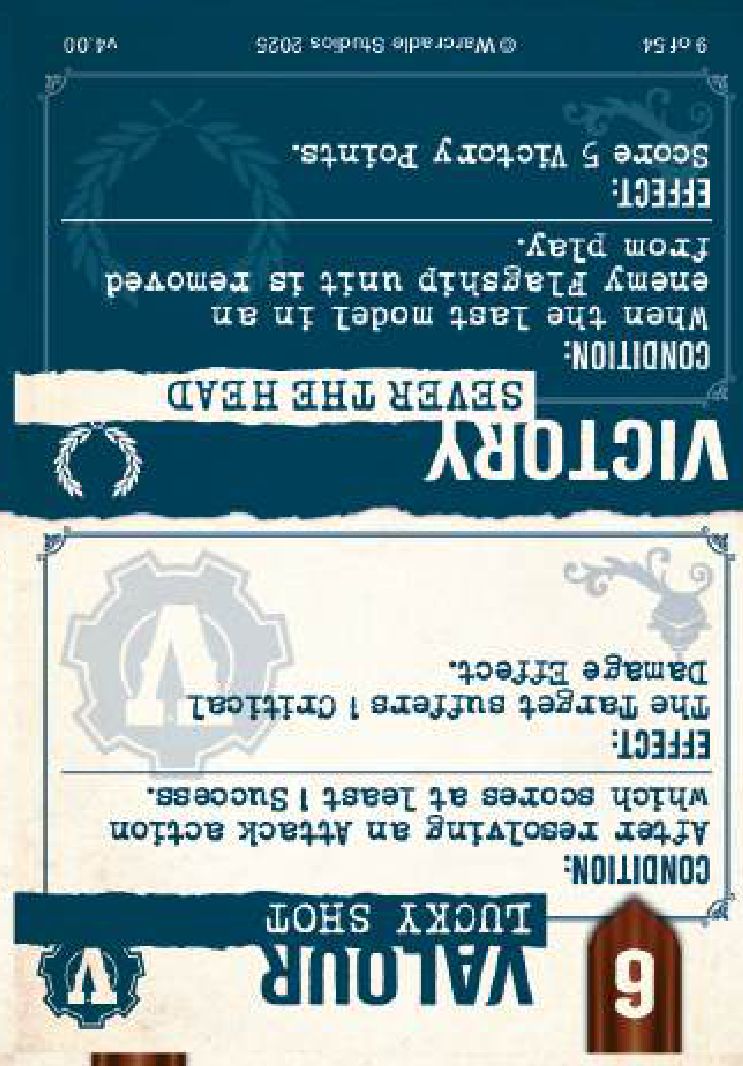 9
VALOUR
LUCKY SHOT
CONDITION:
After resolving an Attack action
which scores at least 1 Success.
EFFECT:
The Target suffers 1 Critical
Damage Effect.
VICTORY
SEVER THE HEAD
CONDITION:
When the last model in an
enemy Flagship unit is removed
from play.
EFFECT:
Score 5 Victory Points.
9 of 54 © Warcradle Studios 2025 v4.00